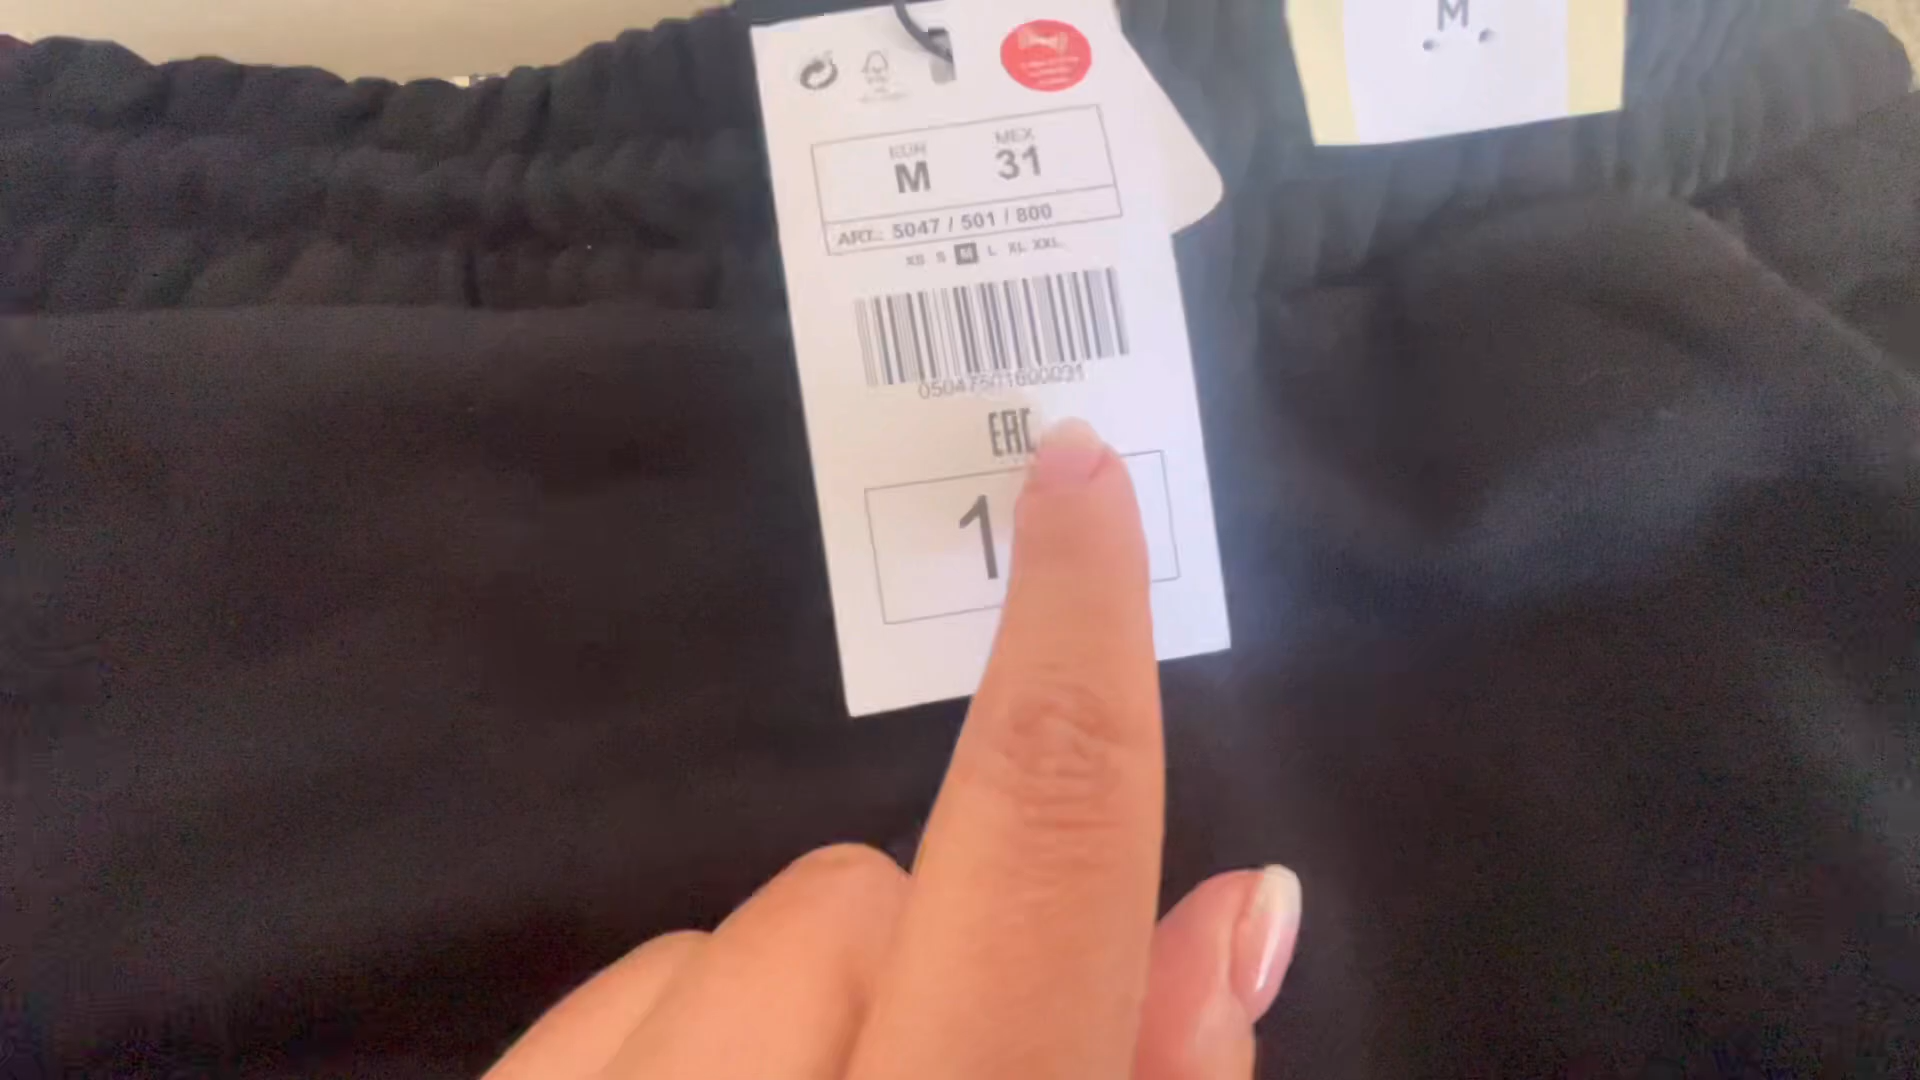 M
EUR MEX
M 31
ART.: 5047 / 501 / 800
XS S M L XL XXL
EAC
1